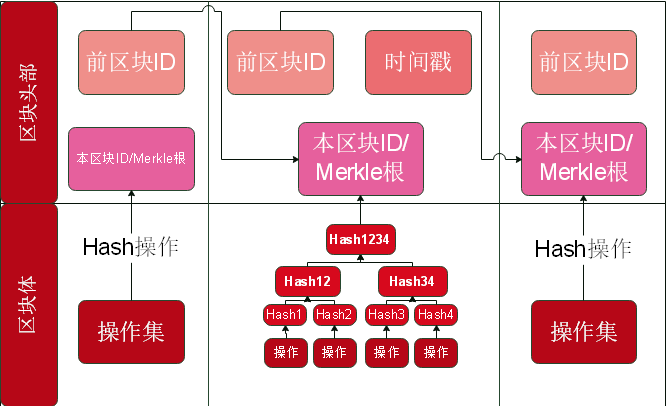 区块头部
前区块ID
前区块ID
时间戳
前区块ID
本区块ID/Merkle根
本区块ID/
Merkle根
本区块ID/
Merkle根
区块体
Hash操作
操作集
Hash1234
Hash12
Hash34
Hash1
Hash2
Hash3
Hash4
操作
操作
操作
操作
Hash操作
操作集